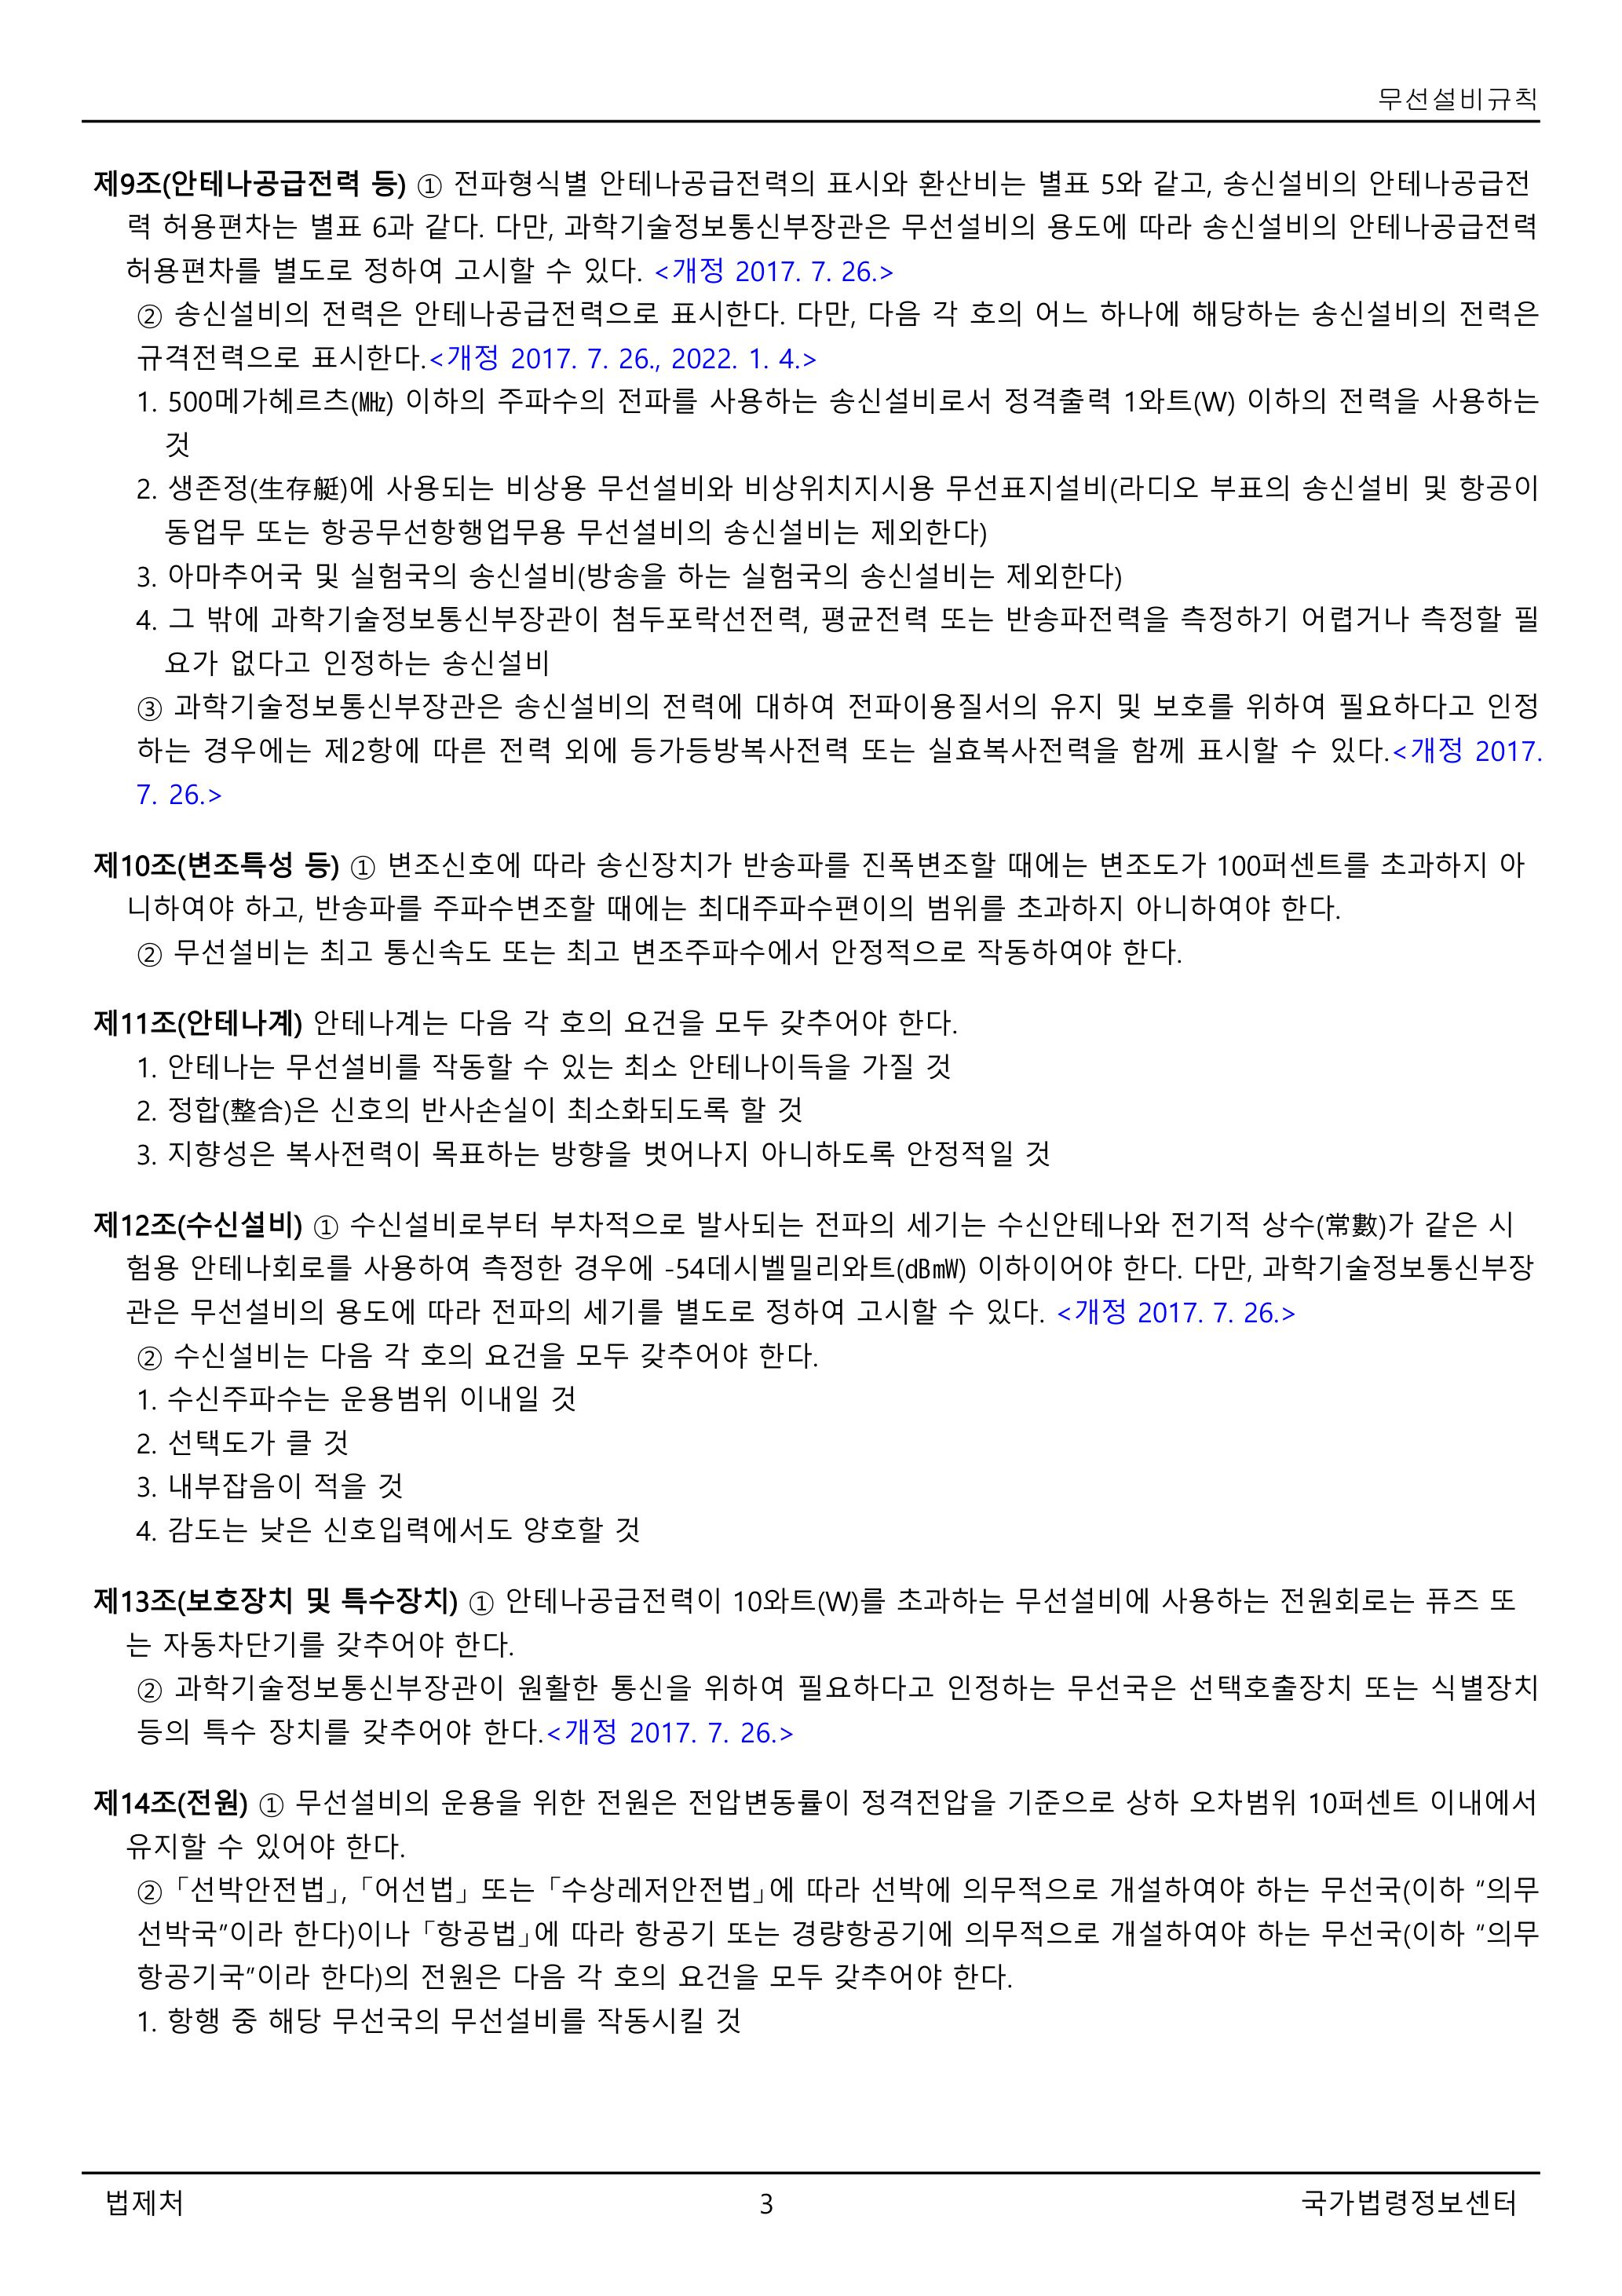 무선설비규칙
제9조(안테나공급전력 등) ① 전파형식별 안테나공급전력의 표시와 환산비는 별표 5와 같고, 송신설비의 안테나공급전
력 허용편차는 별표 6과 같다. 다만, 과학기술정보통신부장관은 무선설비의 용도에 따라 송신설비의 안테나공급전력
허용편차를 별도로 정하여 고시할 수 있다. <개정 2017. 7. 26.>
② 송신설비의 전력은 안테나공급전력으로 표시한다. 다만, 다음 각 호의 어느 하나에 해당하는 송신설비의 전력은
규격전력으로 표시한다.<개정 2017. 7. 26., 2022. 1. 4.>
1. 500메가헤르츠(㎒) 이하의 주파수의 전파를 사용하는 송신설비로서 정격출력 1와트(W) 이하의 전력을 사용하는
것
2. 생존정(生存艇)에 사용되는 비상용 무선설비와 비상위치지시용 무선표지설비(라디오 부표의 송신설비 및 항공이
동업무 또는 항공무선항행업무용 무선설비의 송신설비는 제외한다)
3. 아마추어국 및 실험국의 송신설비(방송을 하는 실험국의 송신설비는 제외한다)
4. 그 밖에 과학기술정보통신부장관이 첨두포락선전력, 평균전력 또는 반송파전력을 측정하기 어렵거나 측정할 필
요가 없다고 인정하는 송신설비
③ 과학기술정보통신부장관은 송신설비의 전력에 대하여 전파이용질서의 유지 및 보호를 위하여 필요하다고 인정
하는 경우에는 제2항에 따른 전력 외에 등가등방복사전력 또는 실효복사전력을 함께 표시할 수 있다.<개정 2017.
7. 26.>
제10조(변조특성 등) ① 변조신호에 따라 송신장치가 반송파를 진폭변조할 때에는 변조도가 100퍼센트를 초과하지 아
니하여야 하고, 반송파를 주파수변조할 때에는 최대주파수편이의 범위를 초과하지 아니하여야 한다.
② 무선설비는 최고 통신속도 또는 최고 변조주파수에서 안정적으로 작동하여야 한다.
제11조(안테나계) 안테나계는 다음 각 호의 요건을 모두 갖추어야 한다.
1. 안테나는 무선설비를 작동할 수 있는 최소 안테나이득을 가질 것
2. 정합(整合)은 신호의 반사손실이 최소화되도록 할 것
3. 지향성은 복사전력이 목표하는 방향을 벗어나지 아니하도록 안정적일 것
제12조(수신설비) ① 수신설비로부터 부차적으로 발사되는 전파의 세기는 수신안테나와 전기적 상수(常數)가 같은 시
험용 안테나회로를 사용하여 측정한 경우에 -54데시벨밀리와트(dB㎽) 이하이어야 한다. 다만, 과학기술정보통신부장
관은 무선설비의 용도에 따라 전파의 세기를 별도로 정하여 고시할 수 있다. <개정 2017. 7. 26.>
② 수신설비는 다음 각 호의 요건을 모두 갖추어야 한다.
1. 수신주파수는 운용범위 이내일 것
2. 선택도가 클 것
3. 내부잡음이 적을 것
4. 감도는 낮은 신호입력에서도 양호할 것
제13조(보호장치 및 특수장치) ① 안테나공급전력이 10와트(W)를 초과하는 무선설비에 사용하는 전원회로는 퓨즈 또
는 자동차단기를 갖추어야 한다.
② 과학기술정보통신부장관이 원활한 통신을 위하여 필요하다고 인정하는 무선국은 선택호출장치 또는 식별장치
등의 특수 장치를 갖추어야 한다.<개정 2017. 7. 26.>
제14조(전원) ① 무선설비의 운용을 위한 전원은 전압변동률이 정격전압을 기준으로 상하 오차범위 10퍼센트 이내에서
유지할 수 있어야 한다.
②「선박안전법」, 「어선법」 또는 「수상레저안전법」에 따라 선박에 의무적으로 개설하여야 하는 무선국(이하 “의무
선박국”이라 한다)이나 「항공법」에 따라 항공기 또는 경량항공기에 의무적으로 개설하여야 하는 무선국(이하 “의무
항공기국”이라 한다)의 전원은 다음 각 호의 요건을 모두 갖추어야 한다.
1. 항행 중 해당 무선국의 무선설비를 작동시킬 것
법제처 3 국가법령정보센터